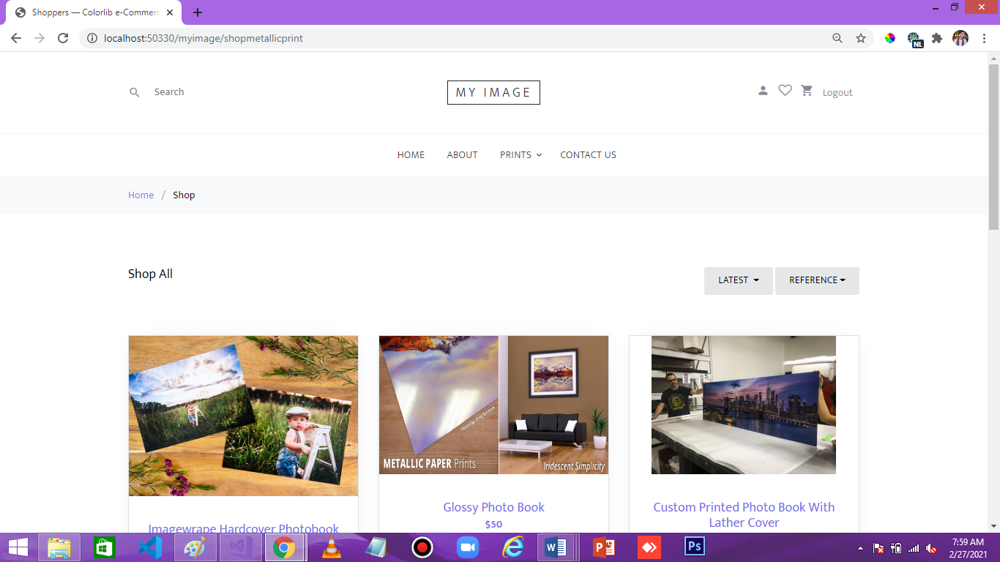 Shoppers — Colorlib e-Commerc
localhost:50330/myimage/shopmetallicprint
NL
Search
MY IMAGE
Logout
HOME
ABOUT
PRINTS
CONTACT US
Home / Shop
Shop All
LATEST
REFERENCE
METALLIC PAPER Prints
Iridescent Simplicity
Imagewrape Hardcover Photobook
Glossy Photo Book
$50
Custom Printed Photo Book With
Lather Cover
7:59 AM
2/27/2021